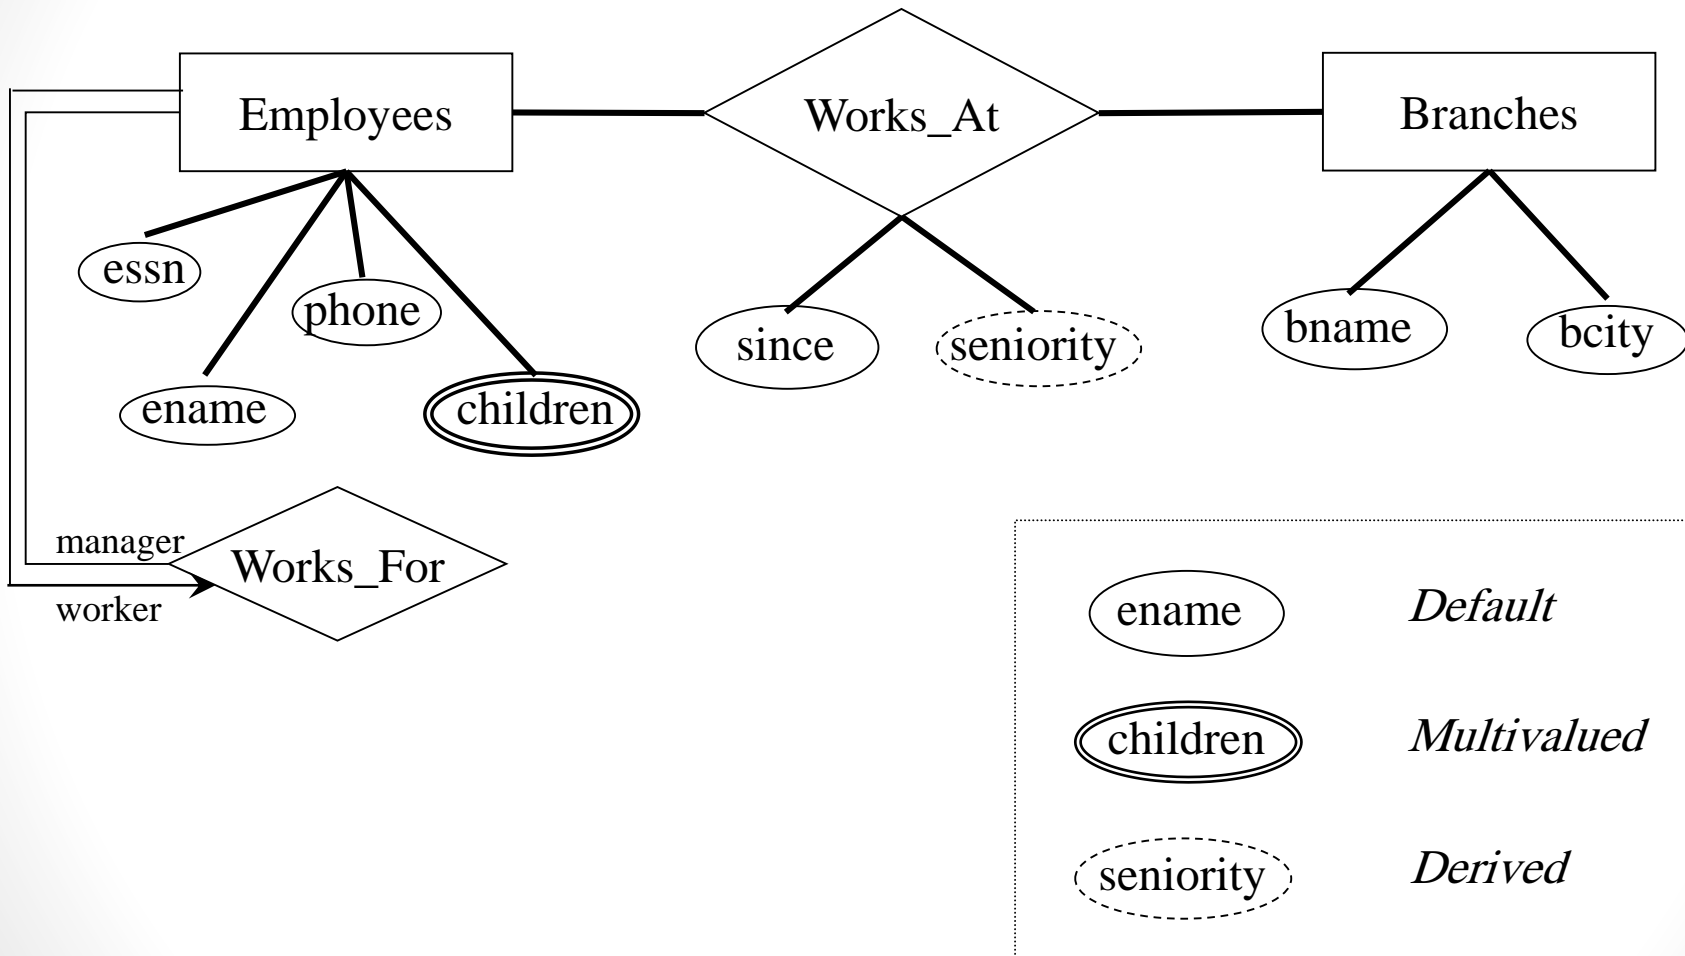 Employees
Works_At
Branches
essn
phone
ename
children
since
seniority
bname
bcity
manager
Works_For
worker
ename
Default
children
Multivalued
seniority
Derived